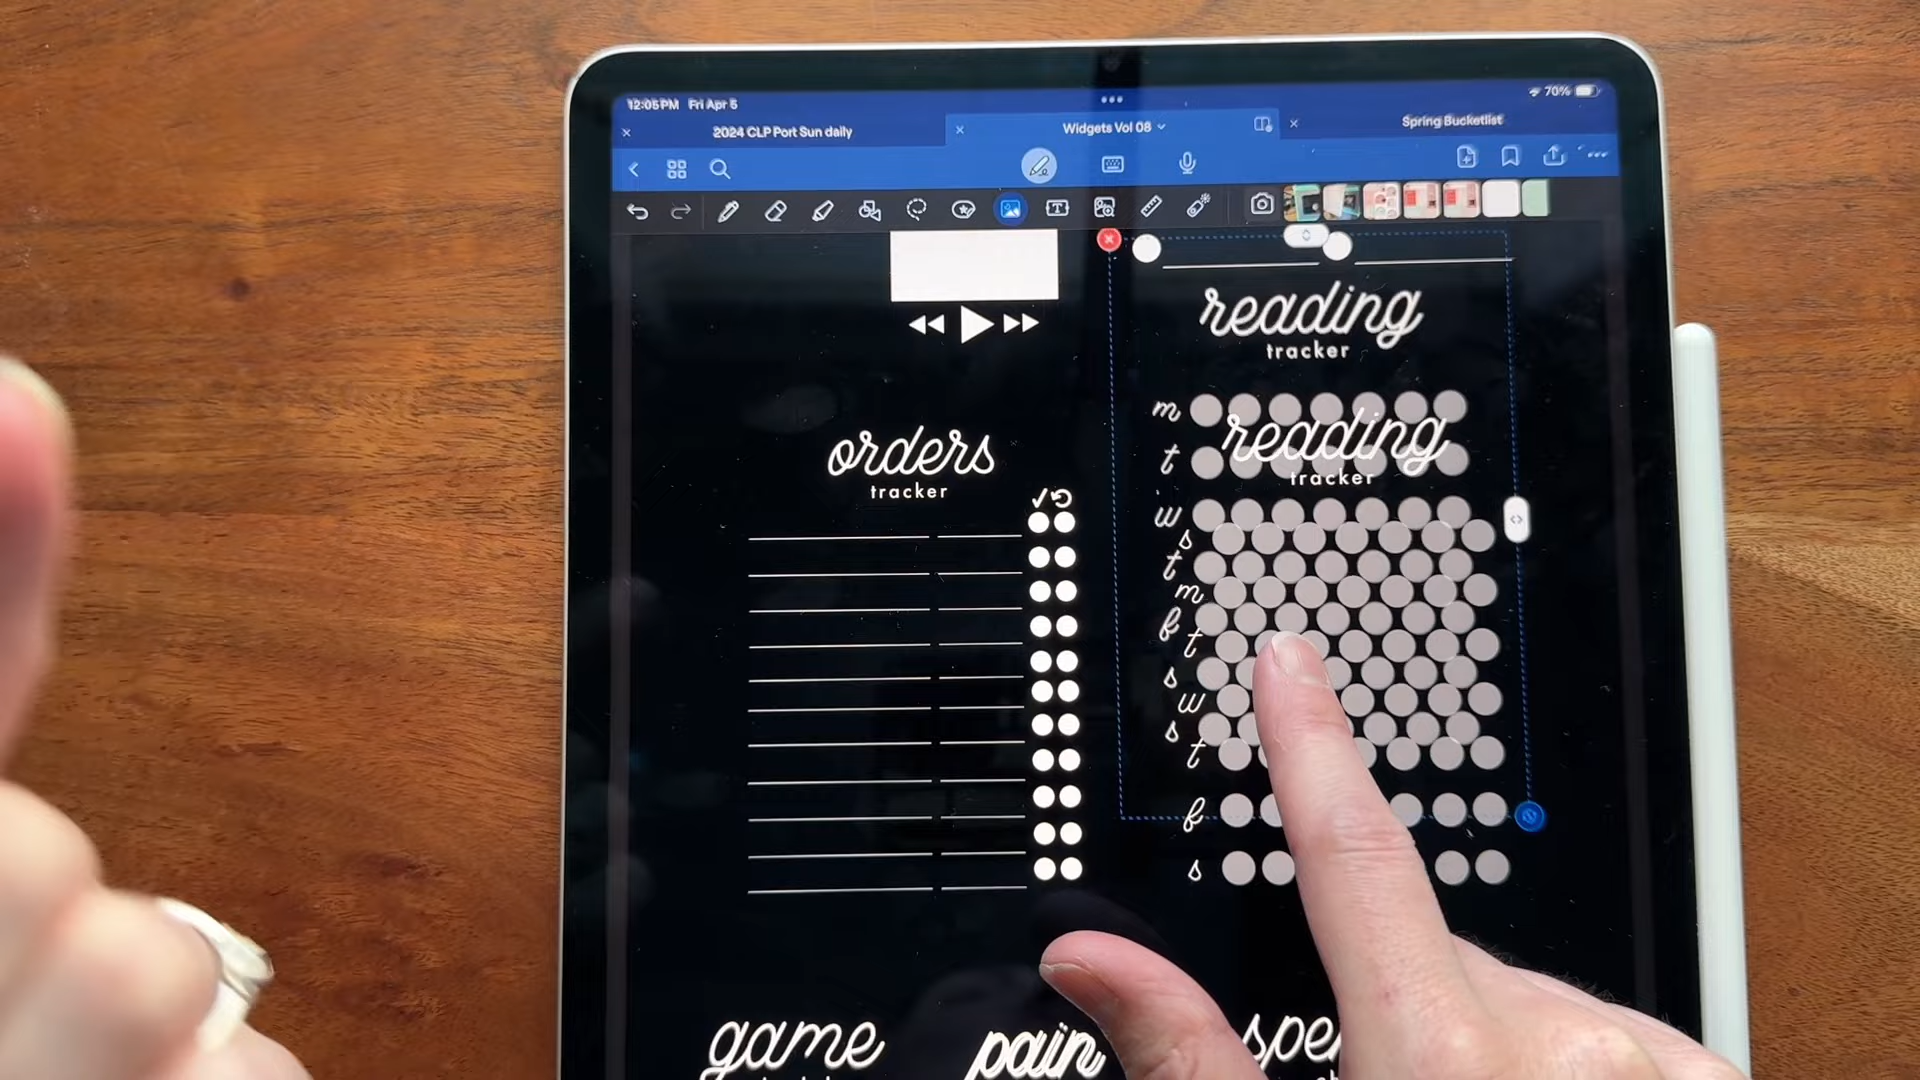 12:05 PM Fri Apr 5
70%
2024 CLP Port Sun daily
Widgets Vol 08
Spring Bucketlist
reading
tracker
m
reading
t
tracker
w
s
t
m
f
t
s
w
s
t
f
s
orders
tracker
game
pain